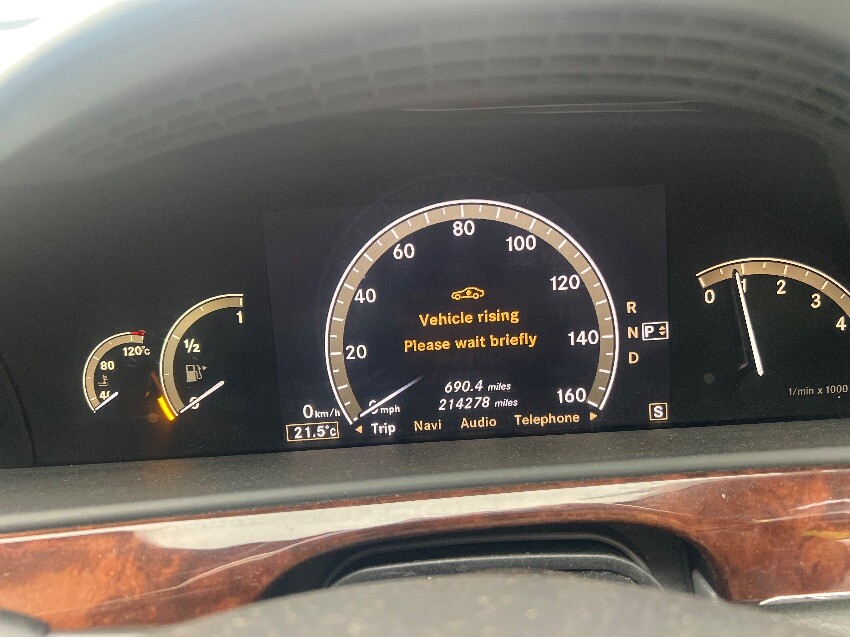 120°c
80
40
1
½
0
20
40
60
80
100
120
140
160
Vehicle rising
Please wait briefly
690.4 miles
214278 miles
0 km/h
mph
21.5°c
Trip Navi Audio Telephone
R
N P
D
S
0 1 2 3 4
1/min x 1000